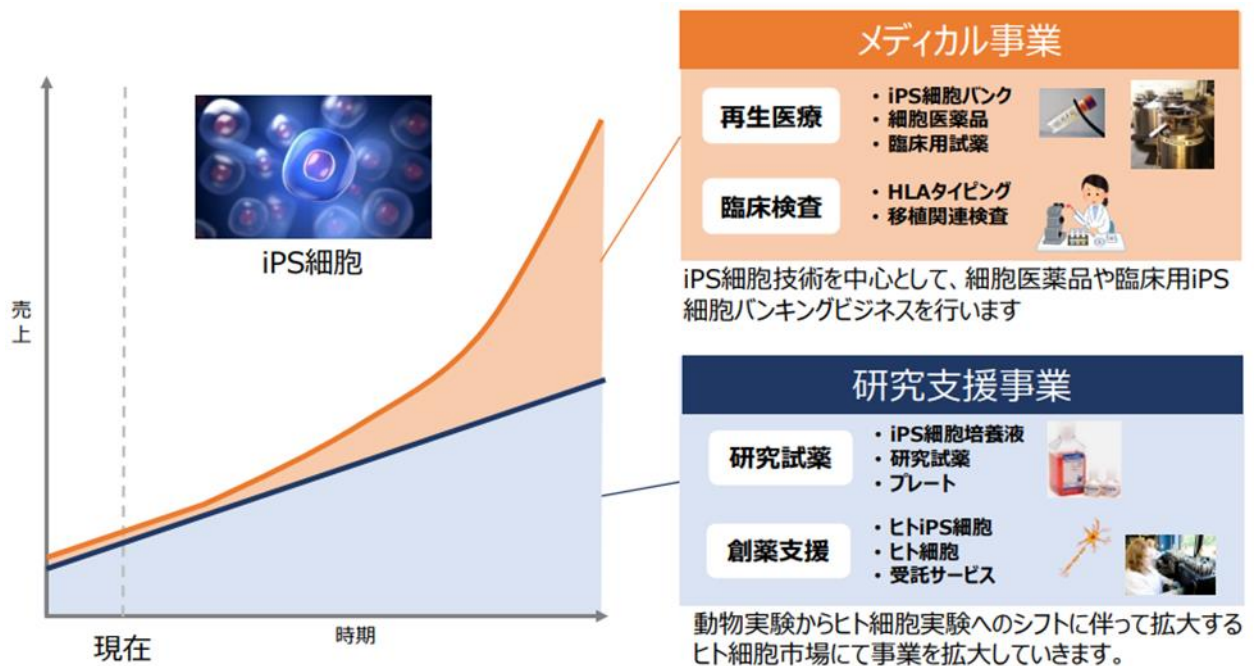 売上
iPS細胞
現在
時期
メディカル事業
再生医療
・ iPS細胞バンク
・ 細胞医薬品
・ 臨床用試薬
臨床検査
・ HLAタイピング
・ 移植関連検査
iPS細胞技術を中心として、細胞医薬品や臨床用iPS
細胞バンキングビジネスを行います
研究支援事業
研究試薬
・ iPS細胞培養液
・ 研究試薬
・ プレート
創薬支援
・ ヒトiPS細胞
・ ヒト細胞
・ 受託サービス
動物実験からヒト細胞実験へのシフトに伴って拡大する
ヒト細胞市場にて事業を拡大していきます。